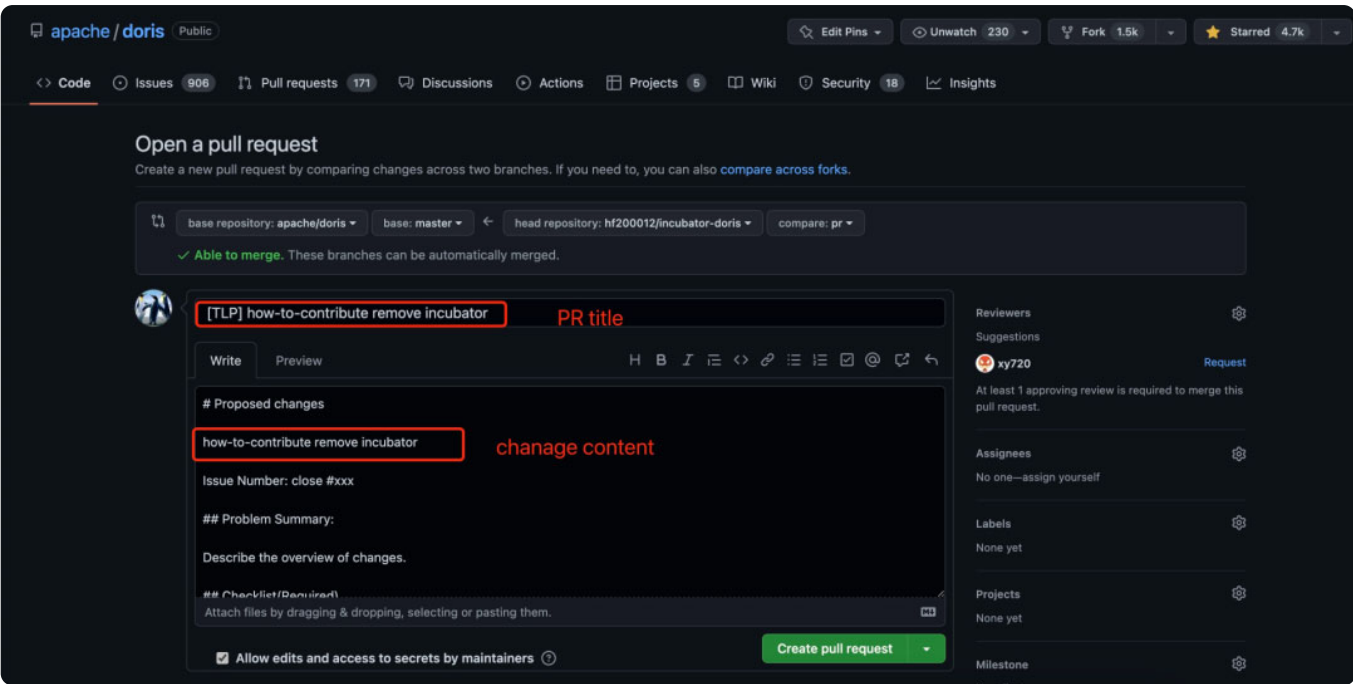 apache / doris Public
Edit Pins Unwatch 230 Fork 1.5k Starred 4.7k
Code Issues 906 Pull requests 171 Discussions Actions Projects 5 Wiki Security 18 Insights
Open a pull request
Create a new pull request by comparing changes across two branches. If you need to, you can also compare across forks.
base repository: apache/doris base: master ← head repository: hf200012/incubator-doris compare: pr
✓ Able to merge. These branches can be automatically merged.
[TLP] how-to-contribute remove incubator PR title
Write Preview
# Proposed changes
how-to-contribute remove incubator chanage content
Issue Number: close #xxx
## Problem Summary:
Describe the overview of changes.
## Checklist(Required)
Attach files by dragging & dropping, selecting or pasting them.
Allow edits and access to secrets by maintainers
Create pull request
Reviewers
Suggestions
xy720 Request
At least 1 approving review is required to merge this
pull request.
Assignees
No one—assign yourself
Labels
None yet
Projects
None yet
Milestone